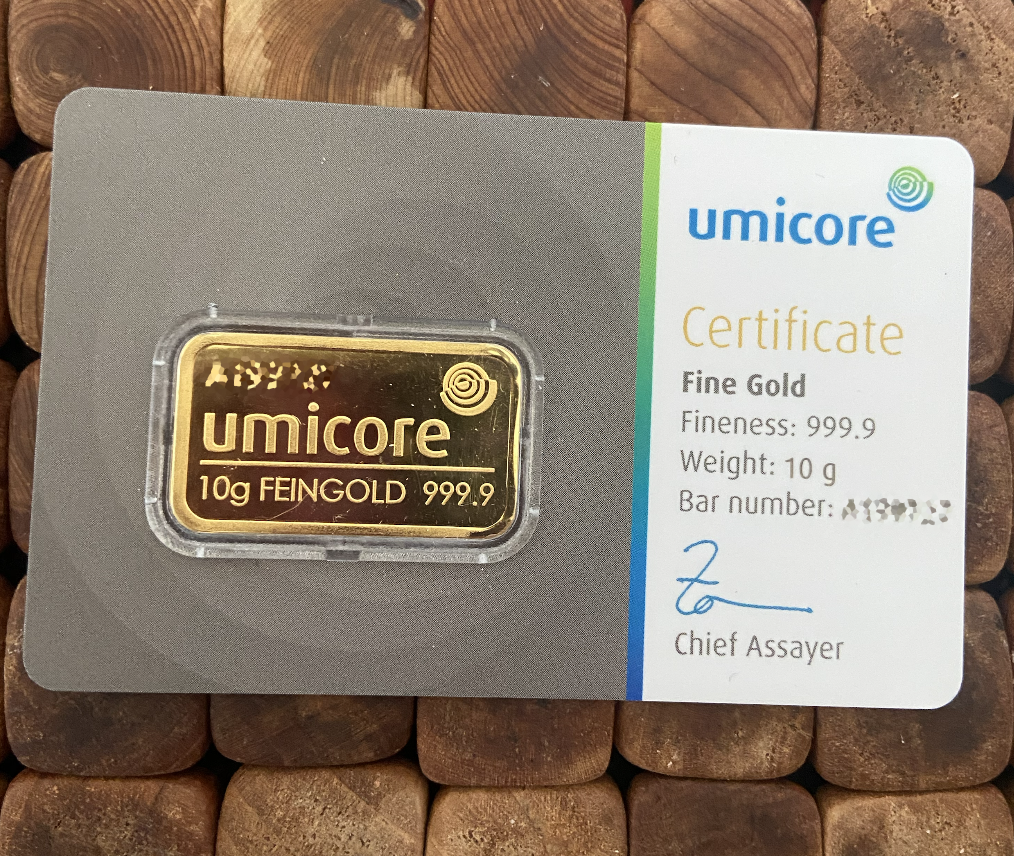 umicore
10g FEINGOLD 999.9
umicore
Certificate
Fine Gold
Fineness: 999.9
Weight: 10 g
Bar number:
Chief Assayer